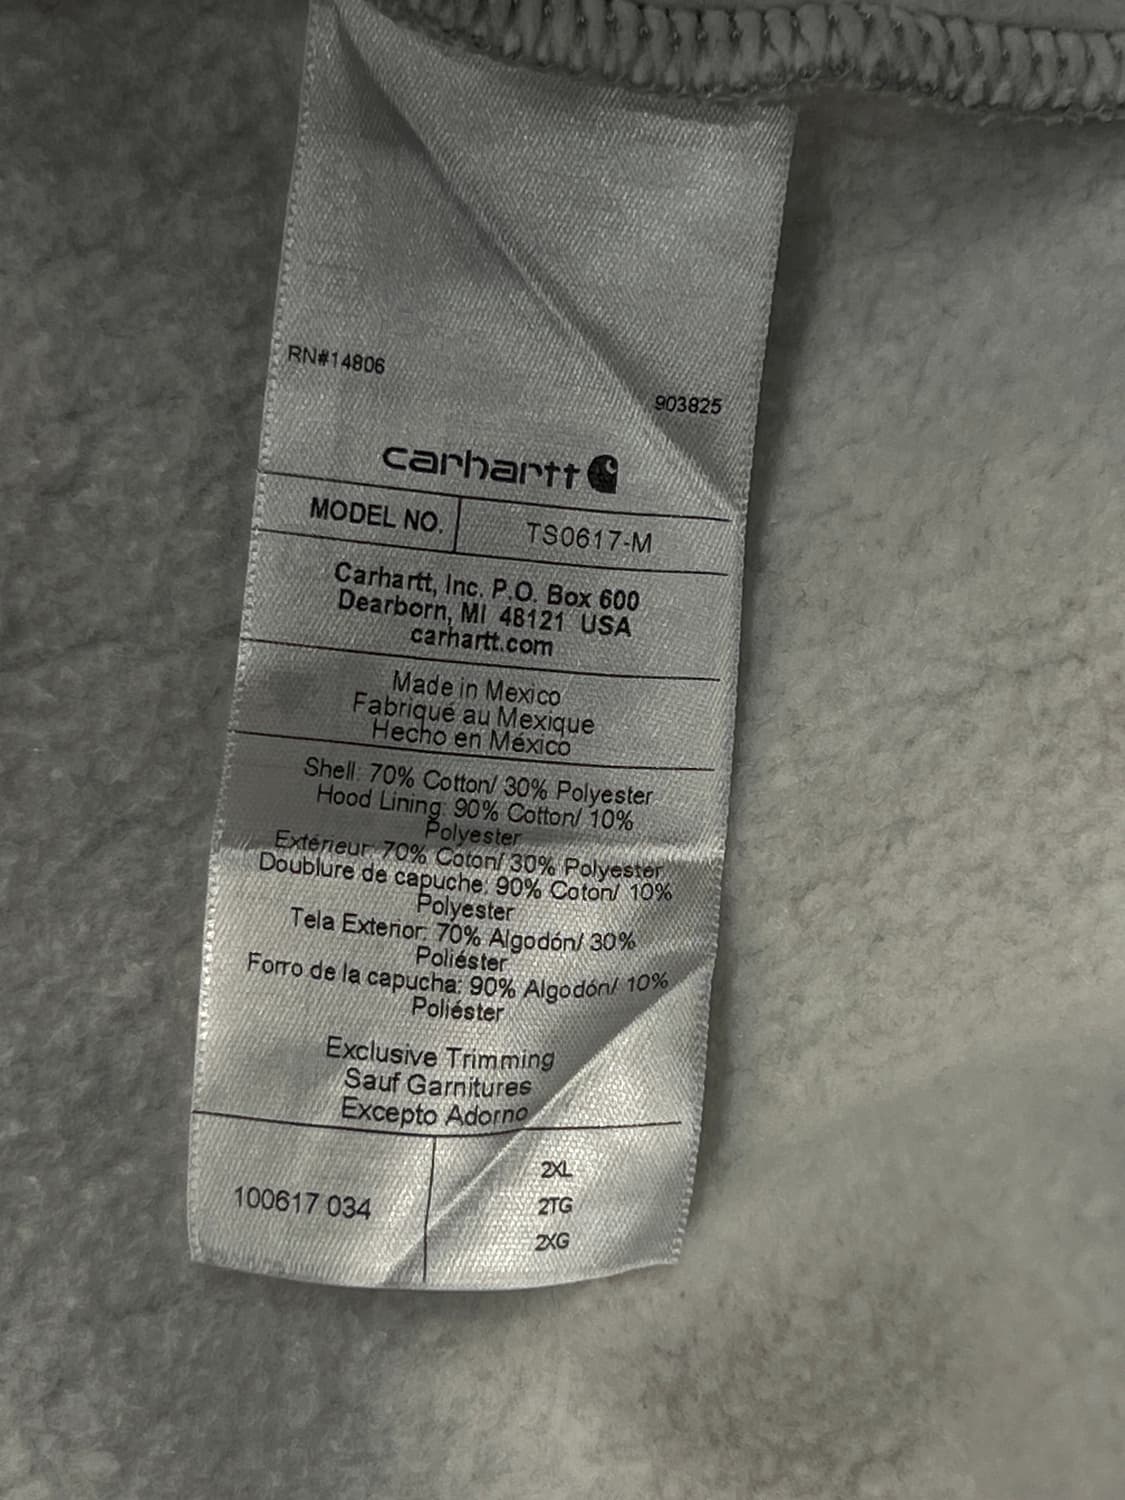 RN#14806
903825
carhartt
MODEL NO. TS0617-M
Carhartt, Inc. P.O. Box 600
Dearborn, MI 48121 USA
carhartt.com
Made in Mexico
Fabriqué au Mexique
Hecho en México
Shell: 70% Cotton/ 30% Polyester
Hood Lining: 90% Cotton/ 10%
Polyester
Extérieur: 70% Coton/ 30% Polyester
Doublure de capuche: 90% Coton/ 10%
Polyester
Tela Exterior: 70% Algodón/ 30%
Poliéster
Forro de la capucha: 90% Algodón/ 10%
Poliéster
Exclusive Trimming
Sauf Garnitures
Excepto Adorno
100617 034
2XL
2TG
2XG